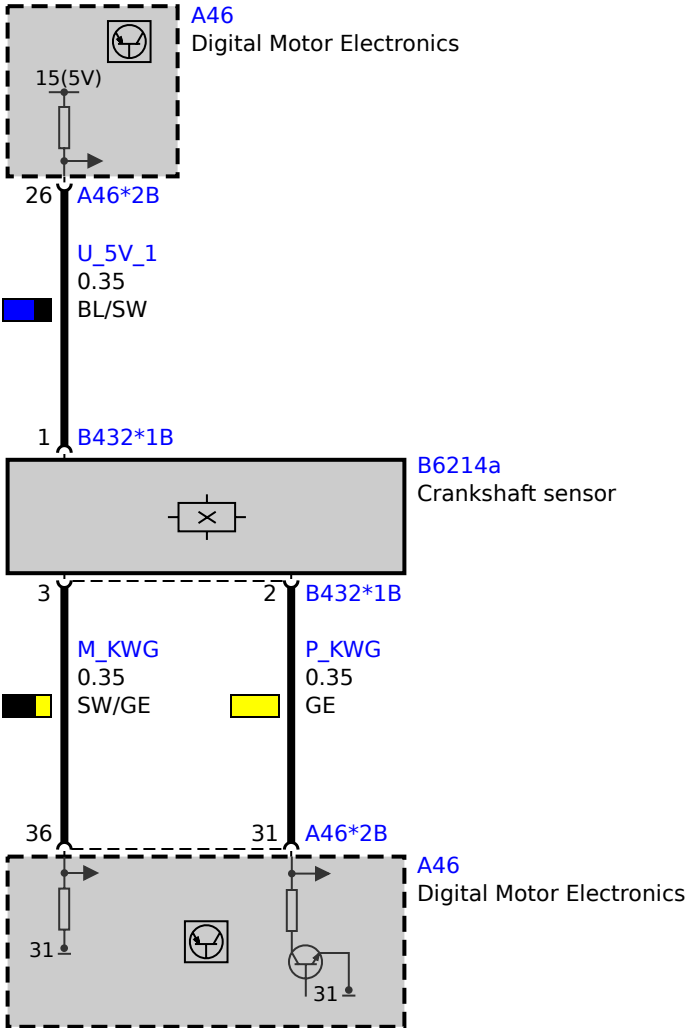 A46
Digital Motor Electronics
15(5V)
26 A46*2B
U_5V_1
0.35
BL/SW
1 B432*1B
B6214a
Crankshaft sensor
3 2 B432*1B
M_KWG P_KWG
0.35 0.35
SW/GE GE
36 31 A46*2B
A46
Digital Motor Electronics
31
31